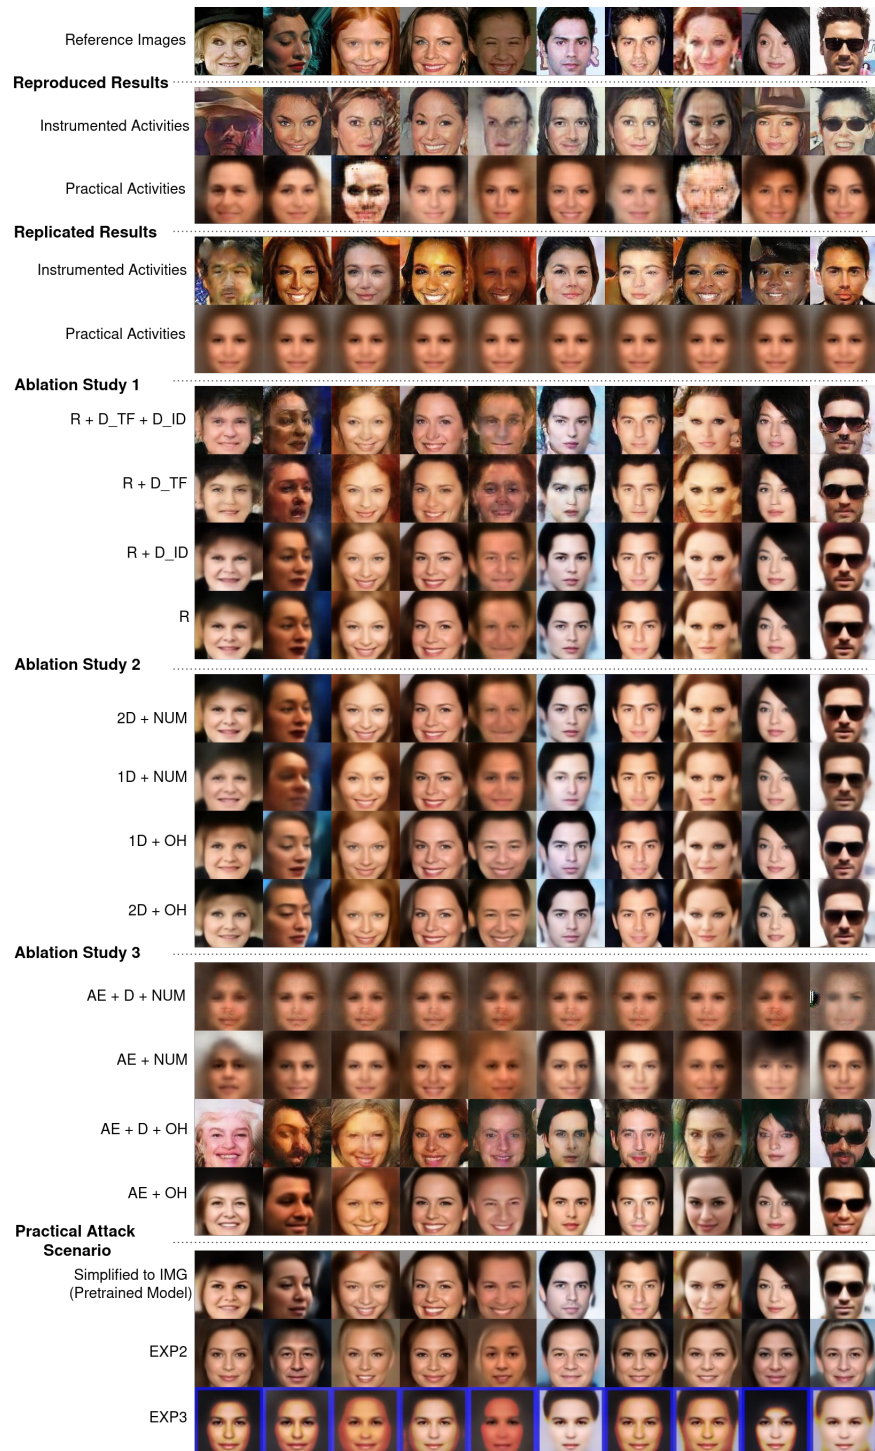 Reference Images
Reproduced Results
Instrumented Activities
Practical Activities
Replicated Results
Instrumented Activities
Practical Activities
Ablation Study 1
R + D_TF + D_ID
R + D_TF
R + D_ID
R
Ablation Study 2
2D + NUM
1D + NUM
1D + OH
2D + OH
Ablation Study 3
AE + D + NUM
AE + NUM
AE + D + OH
AE + OH
Practical Attack
Scenario
Simplified to IMG
(Pretrained Model)
EXP2
EXP3